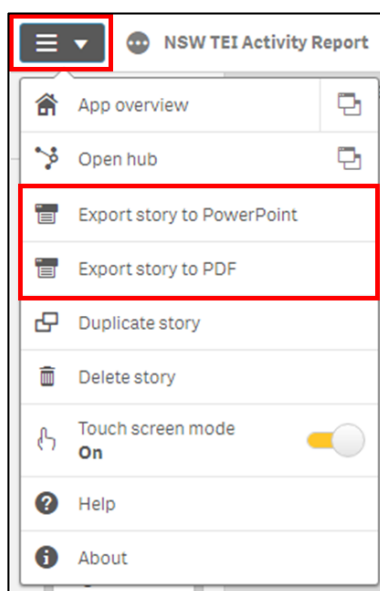 NSW TEI Activity Report
App overview
Open hub
Export story to PowerPoint
Export story to PDF
Duplicate story
Delete story
Touch screen mode
On
Help
About